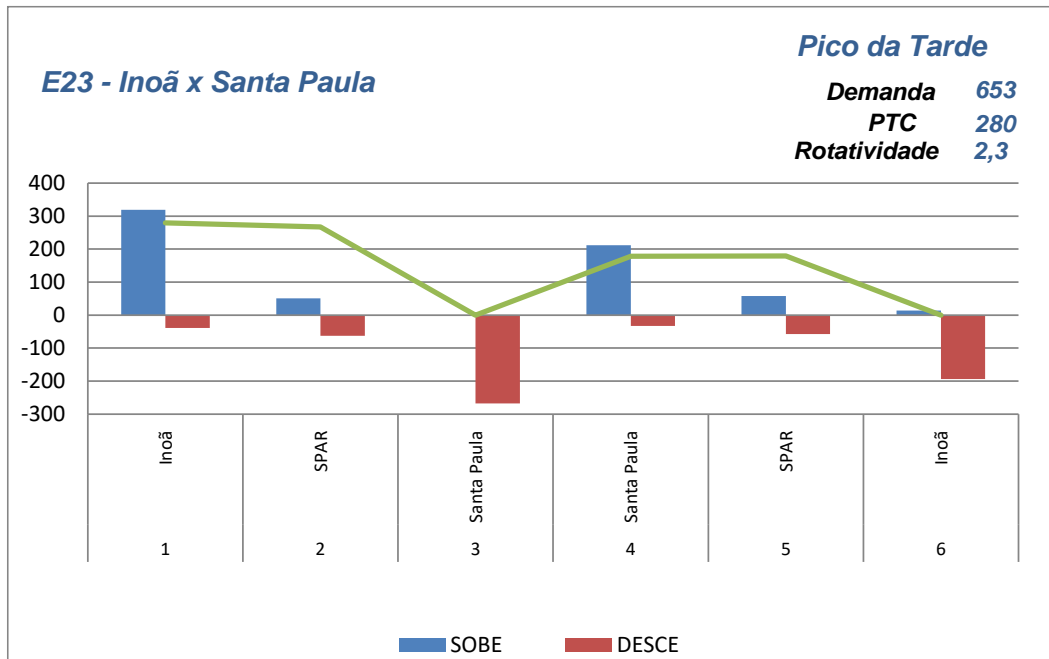 Pico da Tarde
E23 - Inoã x Santa Paula
Demanda 653
PTC 280
Rotatividade 2,3
400
300
200
100
0
-100
-200
-300
Inoã SPAR Santa Paula Santa Paula SPAR Inoã
1 2 3 4 5 6
SOBE DESCE